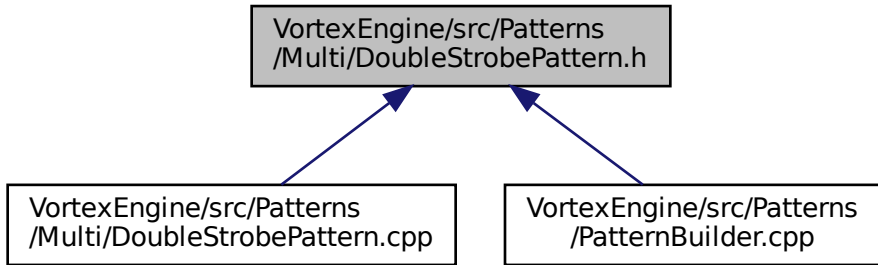 VortexEngine/src/Patterns
/Multi/DoubleStrobePattern.h
VortexEngine/src/Patterns
/Multi/DoubleStrobePattern.cpp
VortexEngine/src/Patterns
/PatternBuilder.cpp